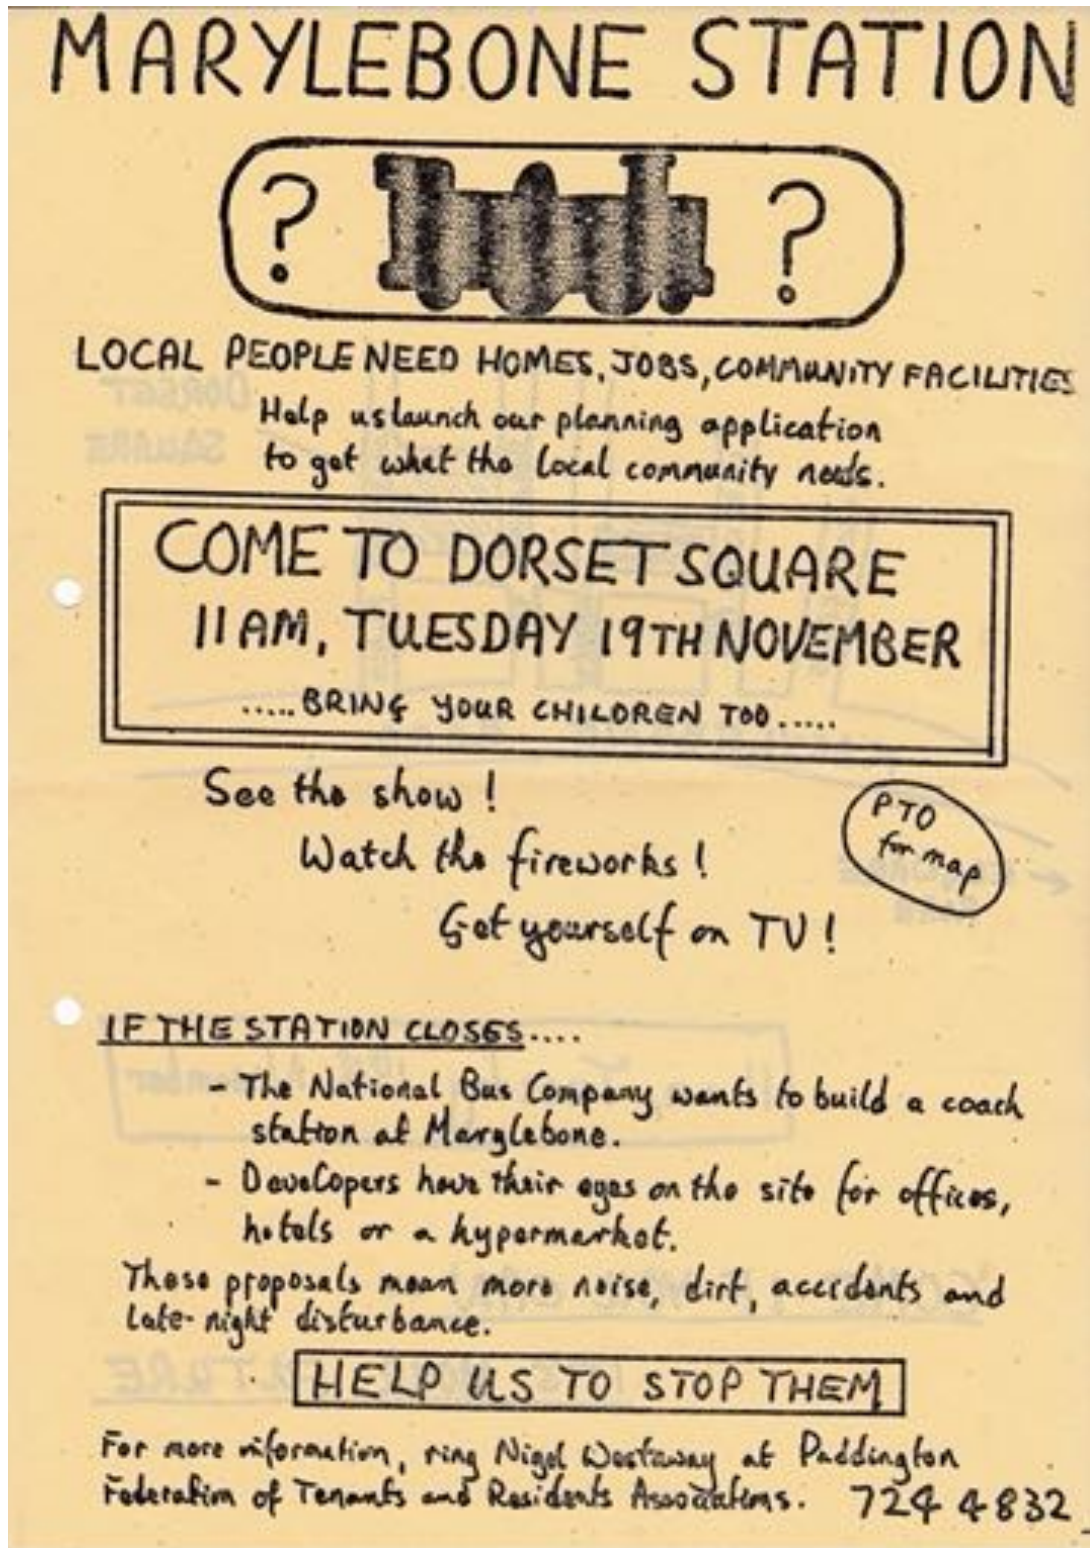 MARYLEBONE STATION
? ?
LOCAL PEOPLE NEED HOMES, JOBS, COMMUNITY FACILITIES
Help us launch our planning application
to get what the local community needs.
COME TO DORSET SQUARE
11 AM, TUESDAY 19TH NOVEMBER
.....BRING YOUR CHILDREN TOO.....
See the show!
Watch the fireworks!
Get yourself on TV!
PTO
for map
IF THE STATION CLOSES....
- The National Bus Company wants to build a coach
station at Marylebone.
- Developers have their eyes on the site for offices,
hotels or a hypermarket.
These proposals mean more noise, dirt, accidents and
late-night disturbance.
HELP US TO STOP THEM
For more information, ring Nigel Westaway at Paddington
Federation of Tenants and Residents Associations. 724 4832